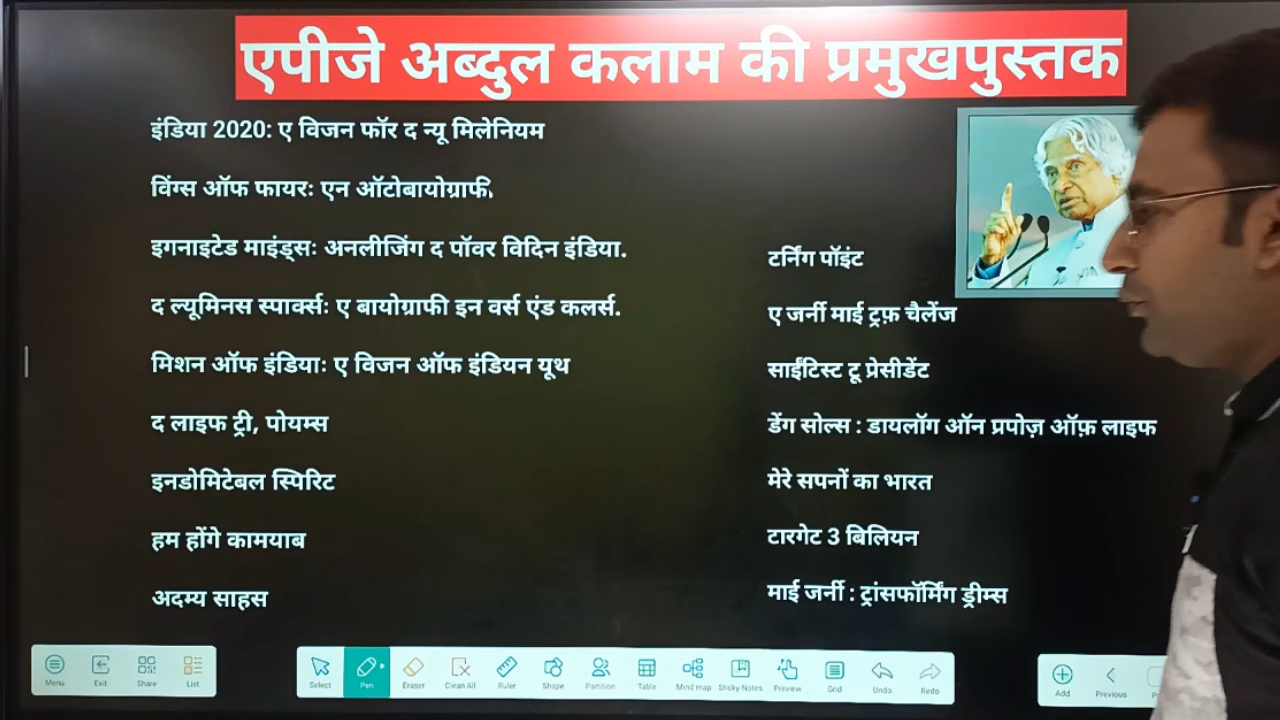 एपीजे अब्दुल कलाम की प्रमुखपुस्तक
इंडिया 2020: ए विजन फॉर द न्यू मिलेनियम
विंग्स ऑफ फायरः एन ऑटोबायोग्राफी.
इगनाइटेड माइंड्सः अनलीजिंग द पॉवर विदिन इंडिया.
द ल्यूमिनस स्पार्क्सः ए बायोग्राफी इन वर्स एंड कलर्स.
मिशन ऑफ इंडियाः ए विजन ऑफ इंडियन यूथ
द लाइफ ट्री, पोयम्स
इनडोमिटेबल स्पिरिट
हम होंगे कामयाब
अदम्य साहस
टर्निंग पॉइंट
ए जर्नी माई ट्रफ़ चैलेंज
साईंटिस्ट टू प्रेसीडेंट
डेंग सोल्स : डायलॉग ऑन प्रपोज़ ऑफ़ लाइफ
मेरे सपनों का भारत
टारगेट 3 बिलियन
माई जर्नी : ट्रांसफॉर्मिंग ड्रीम्स
Menu Exit Share List
Select Pen Eraser Clean All Ruler Shape Partition Table Mind map Sticky Notes Preview Grid Undo Redo
Add Previous